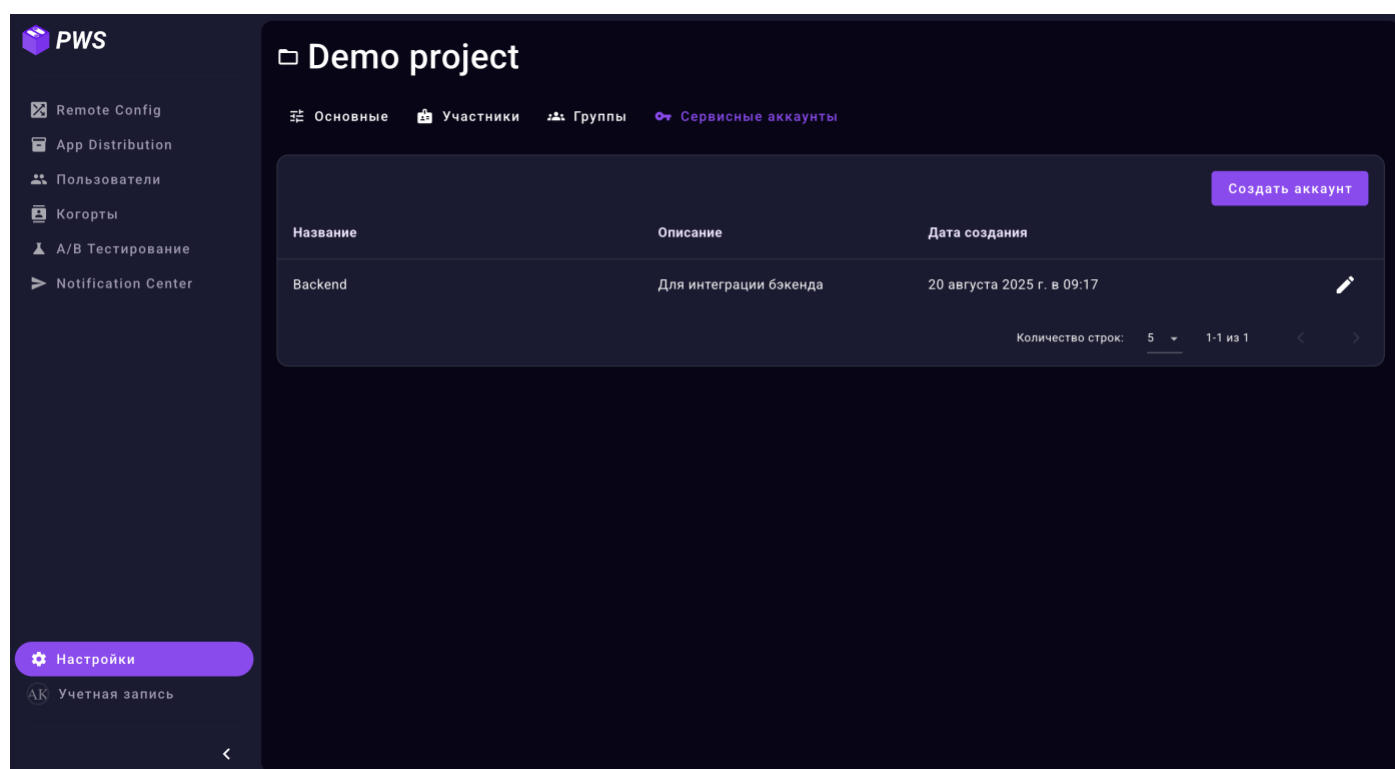 PWS
Remote Config
App Distribution
Пользователи
Когорты
A/B Тестирование
Notification Center
Настройки
AK Учетная запись
Demo project
Основные Участники Группы Сервисные аккаунты
Создать аккаунт
Название Описание Дата создания
Backend Для интеграции бэкенда 20 августа 2025 г. в 09:17
Количество строк: 5 1-1 из 1